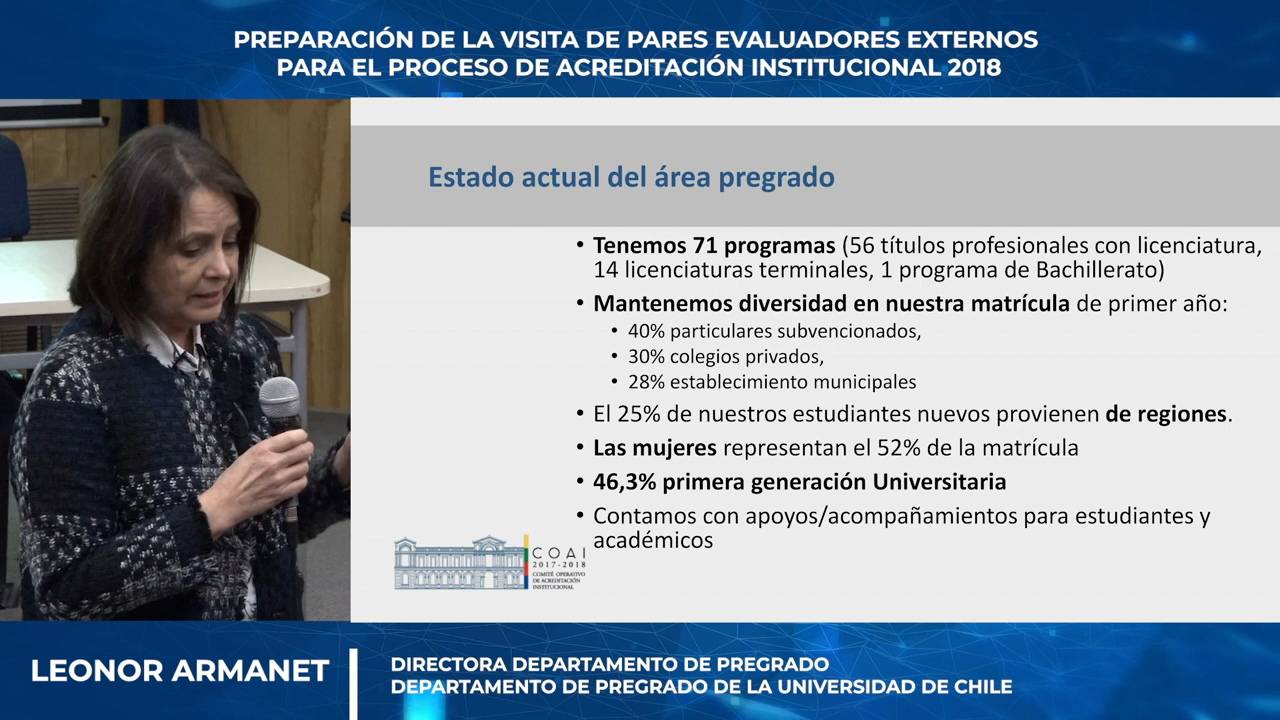 PREPARACIÓN DE LA VISITA DE PARES EVALUADORES EXTERNOS
PARA EL PROCESO DE ACREDITACIÓN INSTITUCIONAL 2018
Estado actual del área pregrado
• Tenemos 71 programas (56 títulos profesionales con licenciatura,
14 licenciaturas terminales, 1 programa de Bachillerato)
• Mantenemos diversidad en nuestra matrícula de primer año:
• 40% particulares subvencionados,
• 30% colegios privados,
• 28% establecimiento municipales
• El 25% de nuestros estudiantes nuevos provienen de regiones.
• Las mujeres representan el 52% de la matrícula
• 46,3% primera generación Universitaria
• Contamos con apoyos/acompañamientos para estudiantes y
académicos
COAI
2017-2018
COMITÉ OPERATIVO
DE ACREDITACIÓN
INSTITUCIONAL
LEONOR ARMANET
DIRECTORA DEPARTAMENTO DE PREGRADO
DEPARTAMENTO DE PREGRADO DE LA UNIVERSIDAD DE CHILE